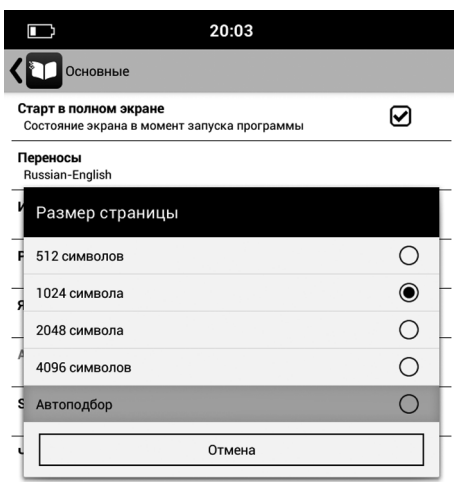 20:03
Основные
Старт в полном экране
Состояние экрана в момент запуска программы
Переносы
Russian-English
Размер страницы
512 символов
1024 символа
2048 символа
4096 символов
Автоподбор
Отмена